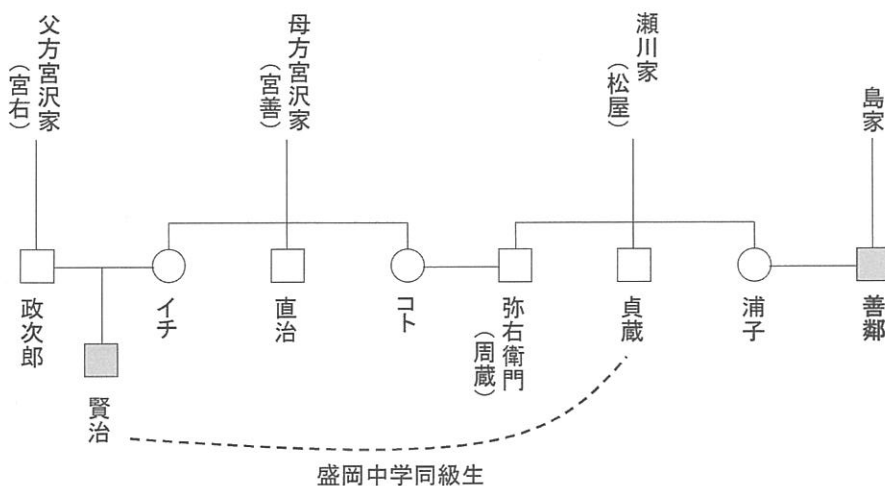 父方宮沢家
(宮右)
母方宮沢家
(宮善)
瀬川家
(松屋)
島家
政次郎
イチ
直治
コト
弥右衛門
(周蔵)
貞蔵
浦子
善鄰
賢治
盛岡中学同級生